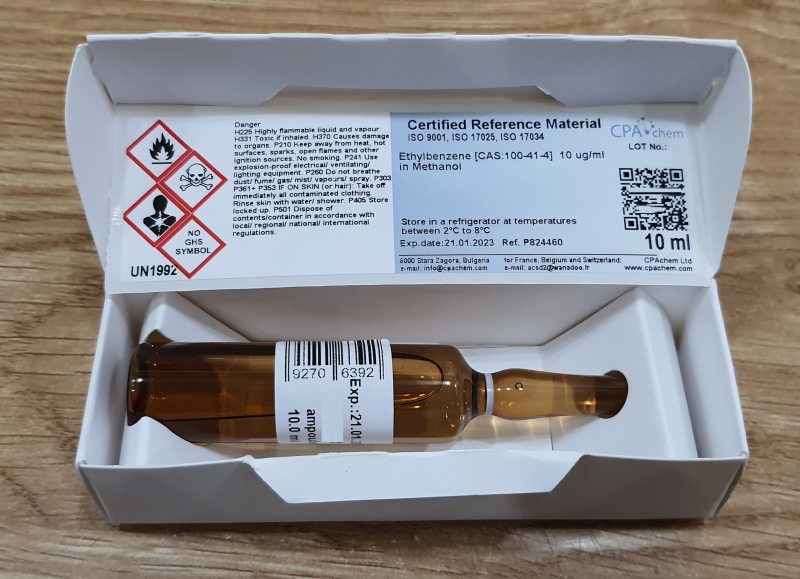 Danger
H225 Highly flammable liquid and vapour.
H331 Toxic if inhaled. H370 Causes damage
to organs. P210 Keep away from heat, hot
surfaces, sparks, open flames and other
ignition sources. No smoking. P241 Use
explosion-proof electrical/ ventilating/
lighting equipment. P260 Do not breathe
dust/ fume/ gas/ mist/ vapours/ spray. P303
P361+ P353 IF ON SKIN (or hair): Take off
immediately all contaminated clothing.
Rinse skin with water/ shower. P405 Store
locked up. P501 Dispose of
contents/container in accordance with
local/ regional/ national/ international
regulations.
NO
GHS
SYMBOL
UN1992
Certified Reference Material
ISO 9001, ISO 17025, ISO 17034
CPAchem
LOT No.:
Ethylbenzene [CAS:100-41-4] 10 ug/ml
in Methanol
Store in a refrigerator at temperatures
between 2°C to 8°C
Exp.date:21.01.2023 Ref. P824460
10 ml
6000 Stara Zagora, Bulgaria
e-mail: info@cpachem.com
for France, Belgium and Switzerland:
e-mail: acsd2@wanadoo.fr
CPAchem Ltd
www.cpachem.com
9270 6392
Exp.:21.01.
10.0 m